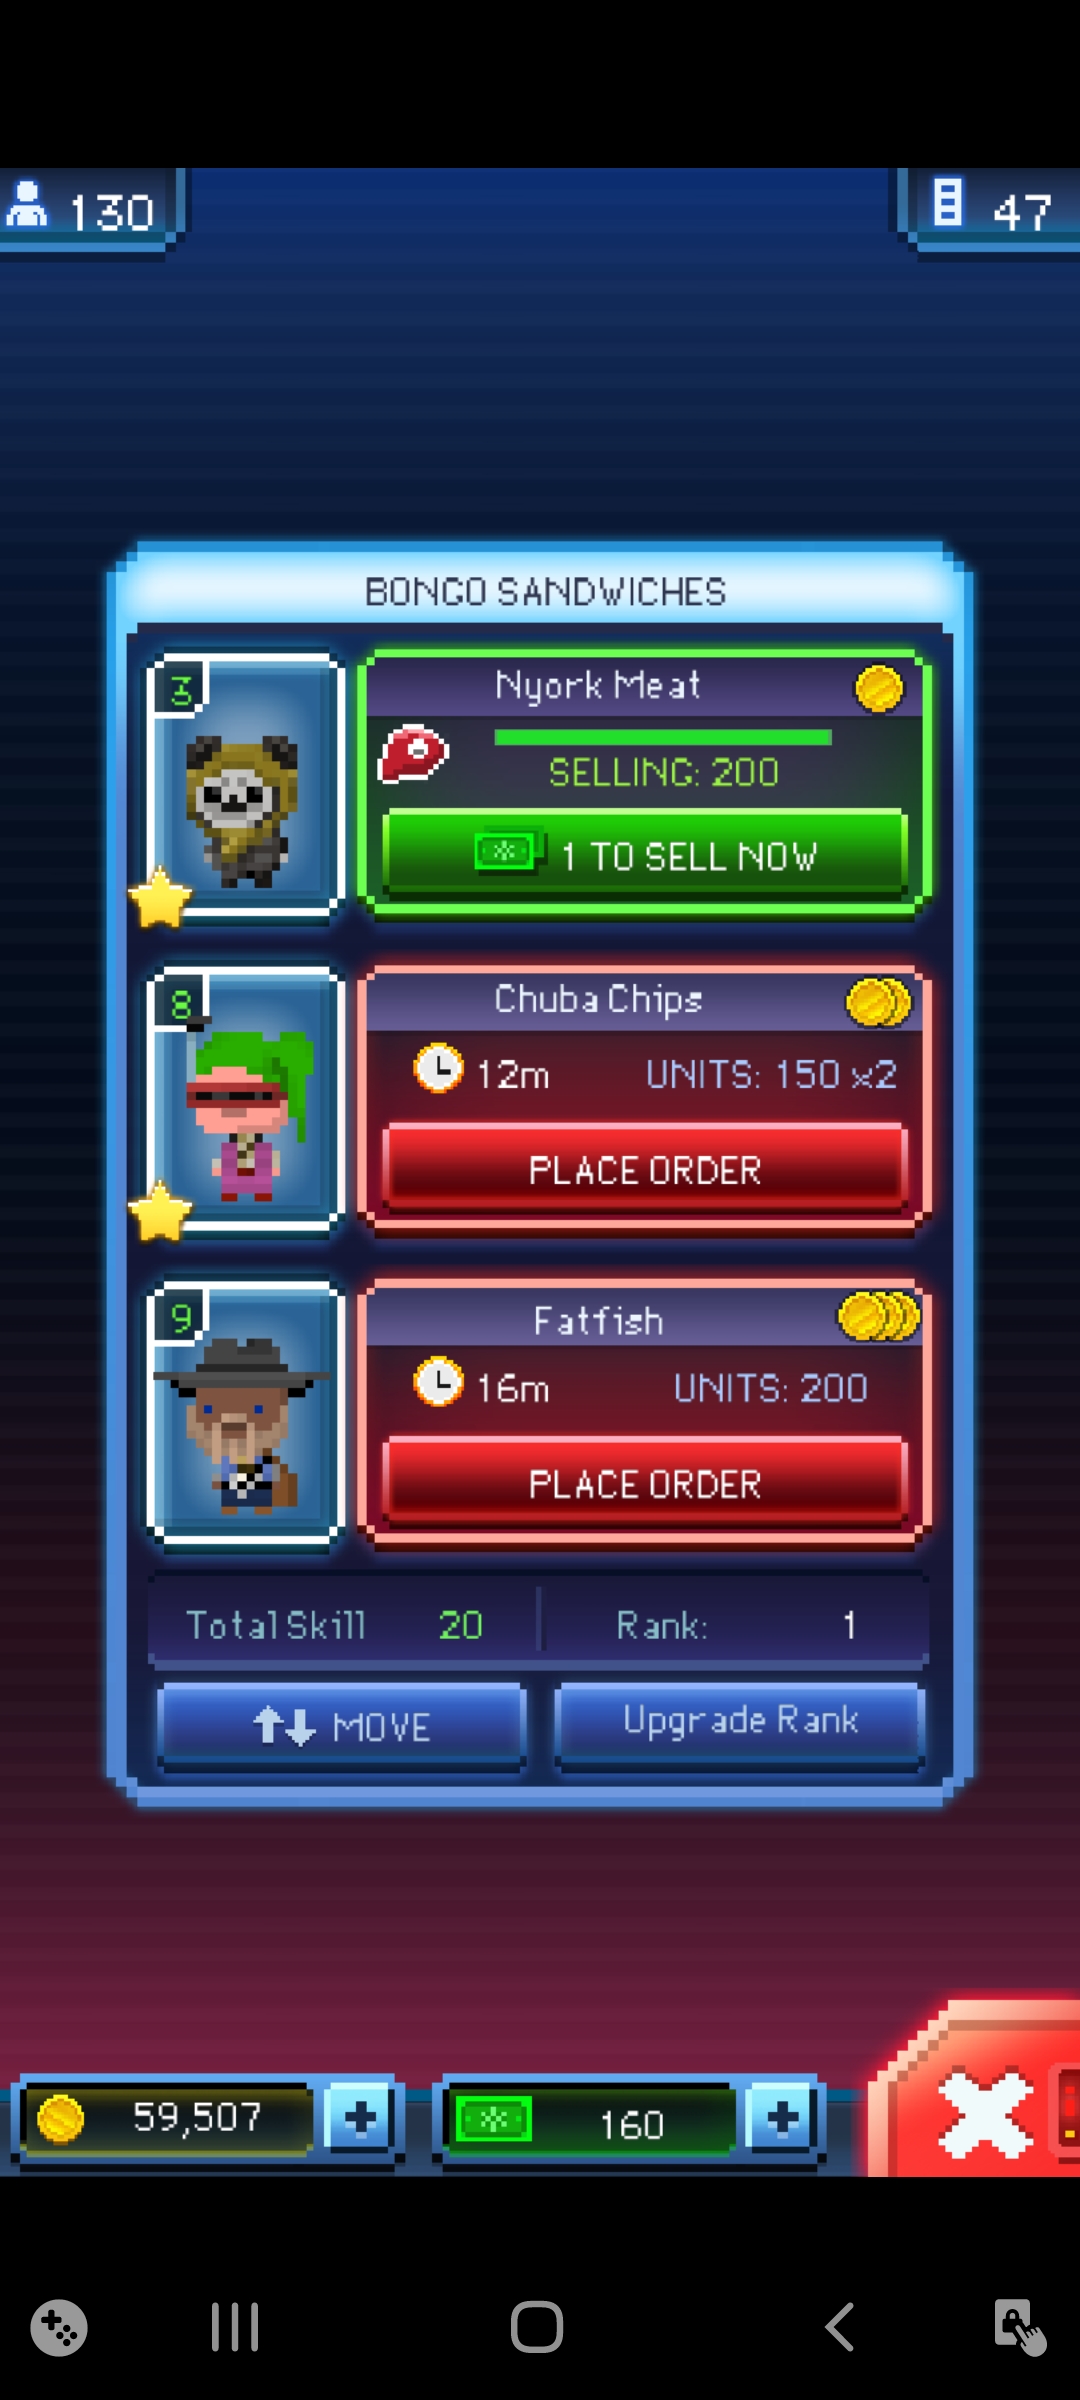 130
47
BONGO SANDWICHES
3
Nyork Meat
SELLING: 200
1 TO SELL NOW
8
Chuba Chips
12m UNITS: 150 x2
PLACE ORDER
9
Fatfish
16m UNITS: 200
PLACE ORDER
Total Skill 20 Rank: 1
MOVE Upgrade Rank
59,507 160